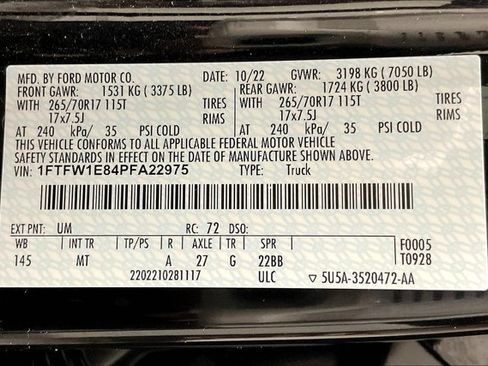 MFD. BY FORD MOTOR CO. DATE: 10/22 GVWR: 3198 KG ( 7050 LB)
FRONT GAWR: 1531 KG ( 3375 LB) REAR GAWR: 1724 KG ( 3800 LB)
WITH 265/70R17 115T TIRES WITH 265/70R17 115T TIRES
17x7.5J RIMS 17x7.5J RIMS
AT 240 kPa/ 35 PSI COLD AT 240 kPa/ 35 PSI COLD
THIS VEHICLE CONFORMS TO ALL APPLICABLE FEDERAL MOTOR VEHICLE
SAFETY STANDARDS IN EFFECT ON THE DATE OF MANUFACTURE SHOWN ABOVE.
VIN: 1FTFW1E84PFA22975 TYPE: Truck
EXT PNT: UM RC: 72 DSO:
WB INT TR TP/PS R AXLE TR SPR F0005
145 MT A 27 G 22BB T0928
2202210281117 ULC ▽ 5U5A-3520472-AA